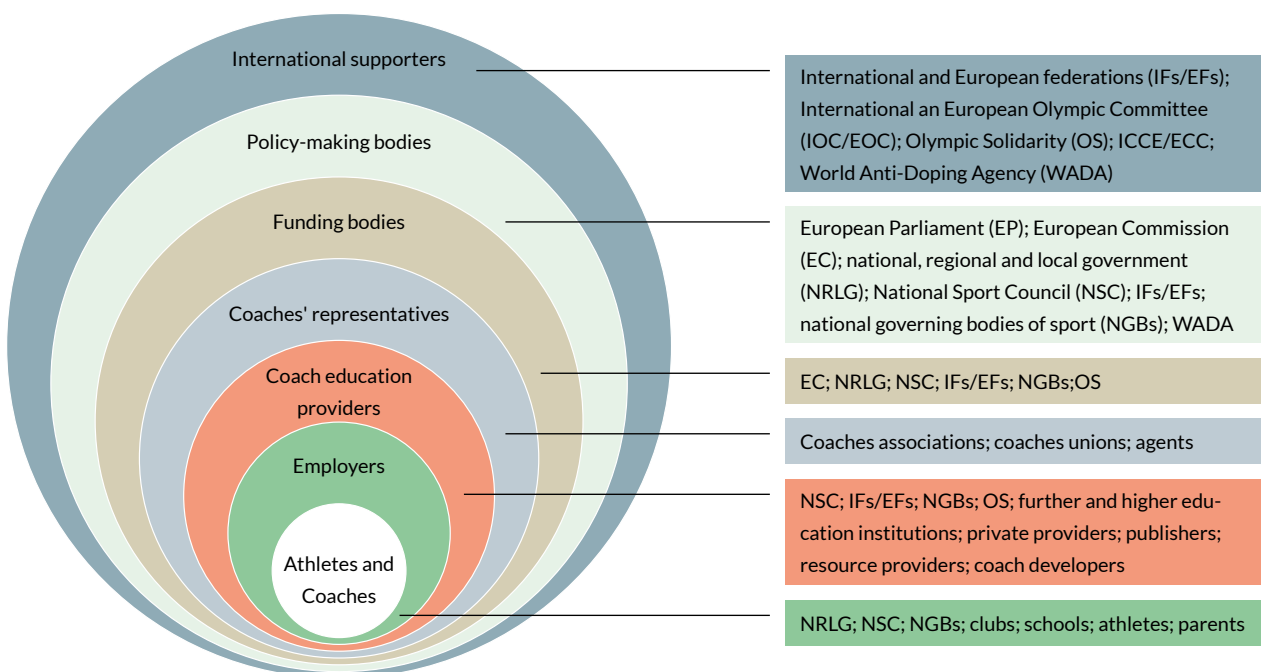 International supporters
Policy-making bodies
Funding bodies
Coaches' representatives
Coach education
providers
Employers
Athletes and
Coaches
International and European federations (IFs/EFs);
International an European Olympic Committee
(IOC/EOC); Olympic Solidarity (OS); ICCE/ECC;
World Anti-Doping Agency (WADA)
European Parliament (EP); European Commission
(EC); national, regional and local government
(NRLG); National Sport Council (NSC); IFs/EFs;
national governing bodies of sport (NGBs); WADA
EC; NRLG; NSC; IFs/EFs; NGBs;OS
Coaches associations; coaches unions; agents
NSC; IFs/EFs; NGBs; OS; further and higher edu-
cation institutions; private providers; publishers;
resource providers; coach developers
NRLG; NSC; NGBs; clubs; schools; athletes; parents